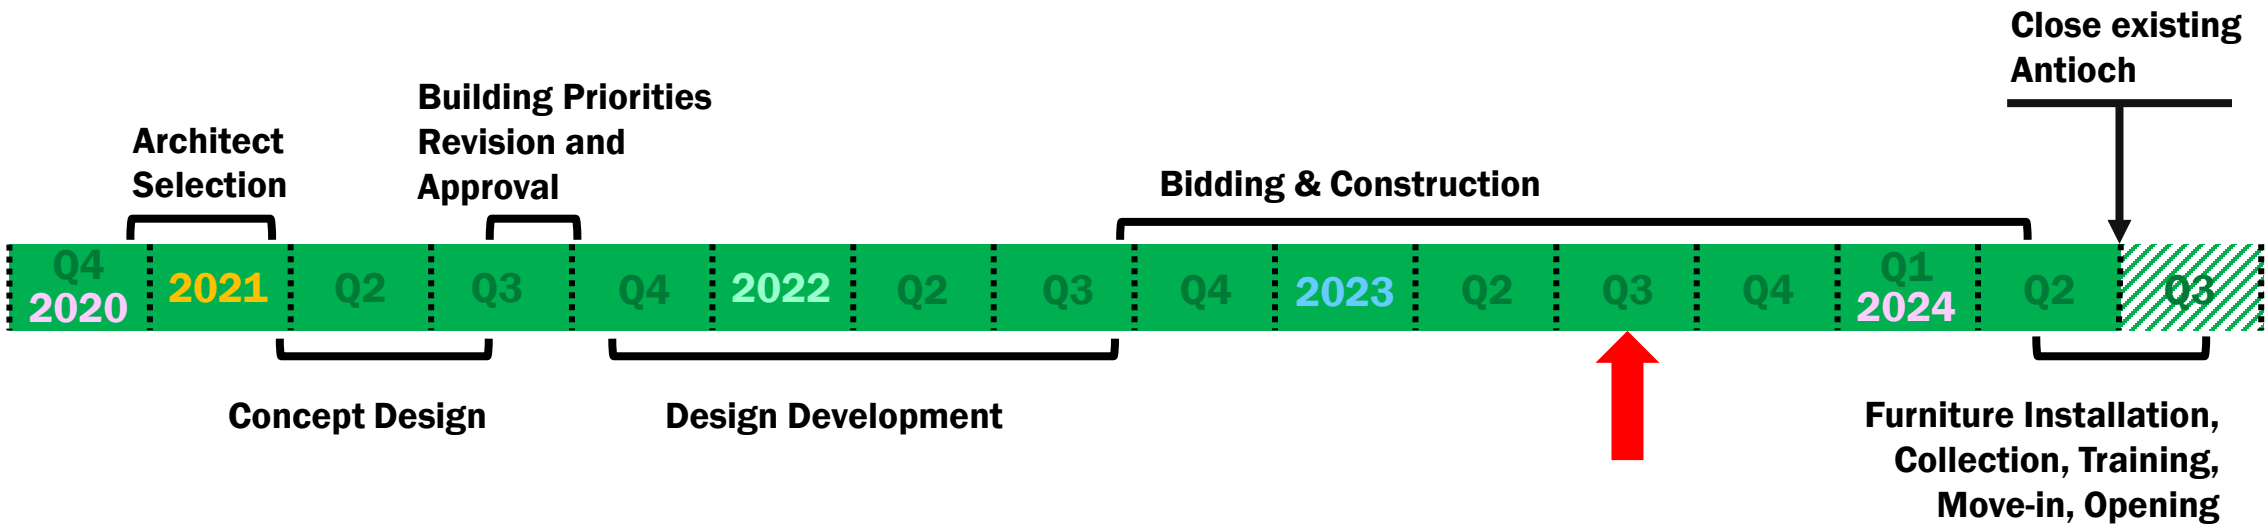 Close existing
Antioch
Building Priorities
Revision and
Approval
Architect
Selection
Bidding & Construction
Q4
2020
2021
Q2
Q3
Q4
2022
Q2
Q3
Q4
2023
Q2
Q3
Q4
Q1
2024
Q2
Q3
Concept Design
Design Development
Furniture Installation,
Collection, Training,
Move-in, Opening